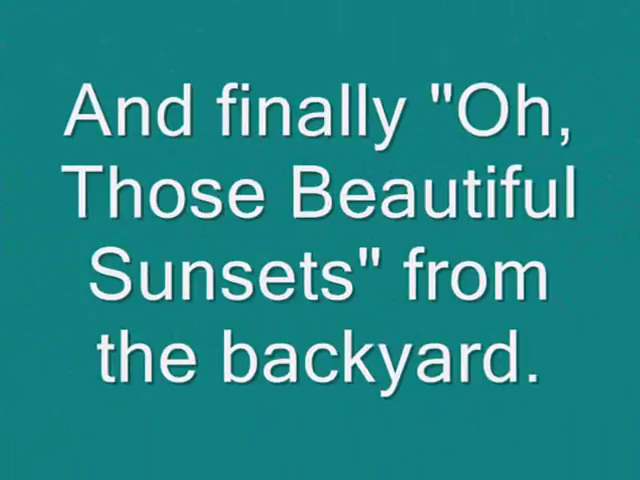 And finally "Oh,
Those Beautiful
Sunsets" from
the backyard.